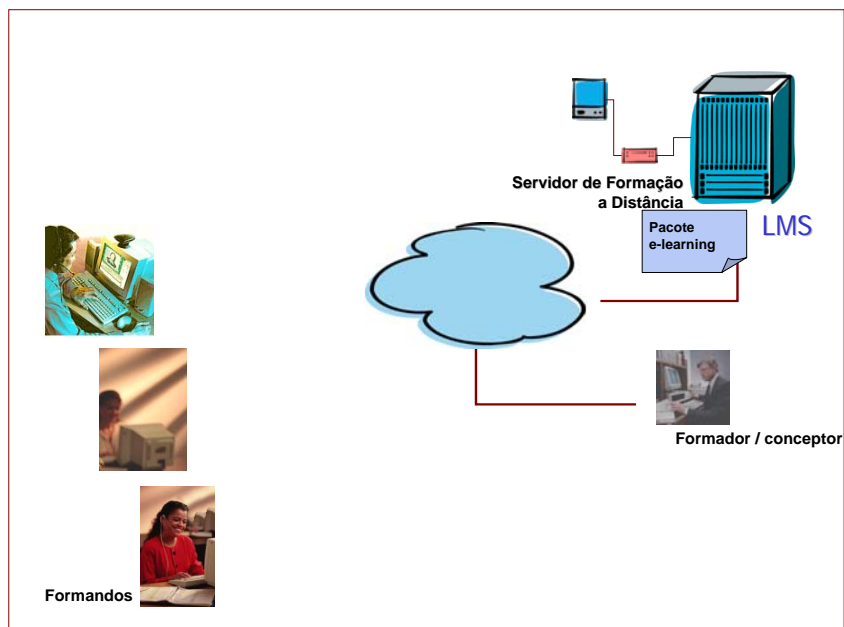 Servidor de Formação
a Distância
LMS
Pacote
e-learning
Formador / conceptor
Formandos